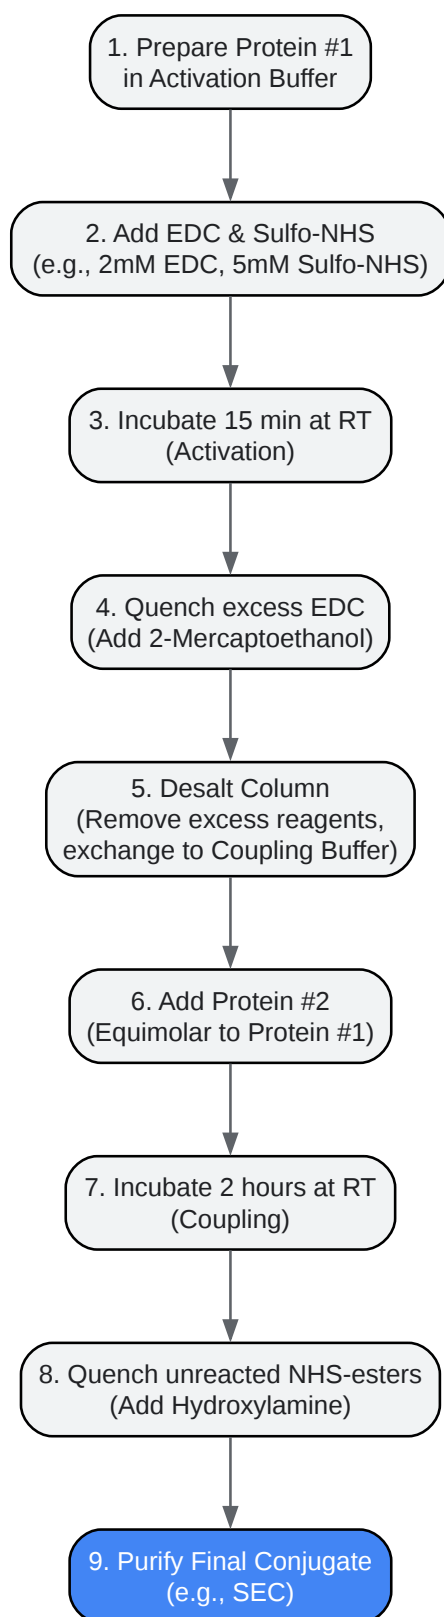 1. Prepare Protein #1
in Activation Buffer
2. Add EDC & Sulfo-NHS
(e.g., 2mM EDC, 5mM Sulfo-NHS)
3. Incubate 15 min at RT
(Activation)
4. Quench excess EDC
(Add 2-Mercaptoethanol)
5. Desalt Column
(Remove excess reagents,
exchange to Coupling Buffer)
6. Add Protein #2
(Equimolar to Protein #1)
7. Incubate 2 hours at RT
(Coupling)
8. Quench unreacted NHS-esters
(Add Hydroxylamine)
9. Purify Final Conjugate
(e.g., SEC)